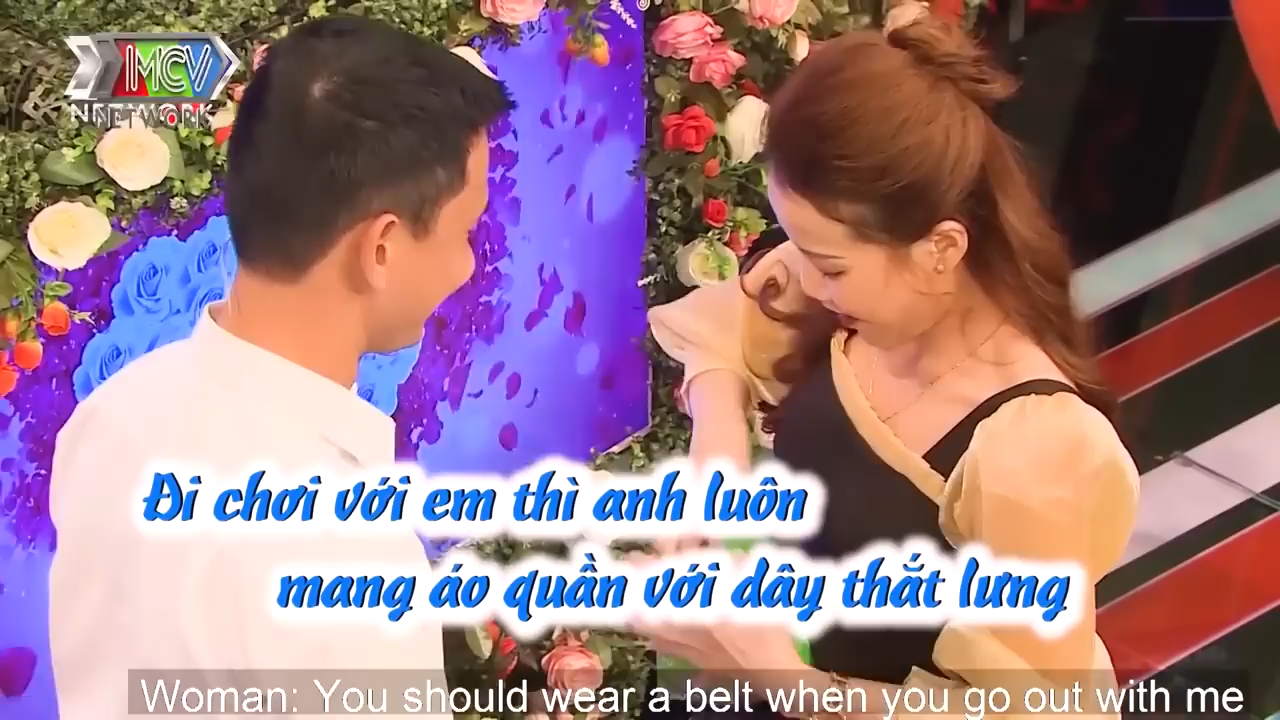 MCV
NETWORK
Đi chơi với em thì anh luôn
mang áo quần với dây thắt lưng
Woman: You should wear a belt when you go out with me